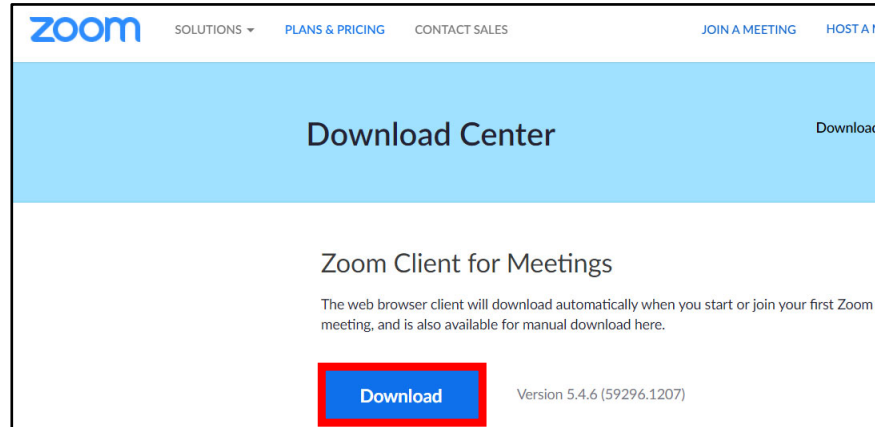 zoom SOLUTIONS PLANS & PRICING CONTACT SALES JOIN A MEETING HOST A
Download Center
Download
Zoom Client for Meetings
The web browser client will download automatically when you start or join your first Zoom
meeting, and is also available for manual download here.
Download Version 5.4.6 (59296.1207)